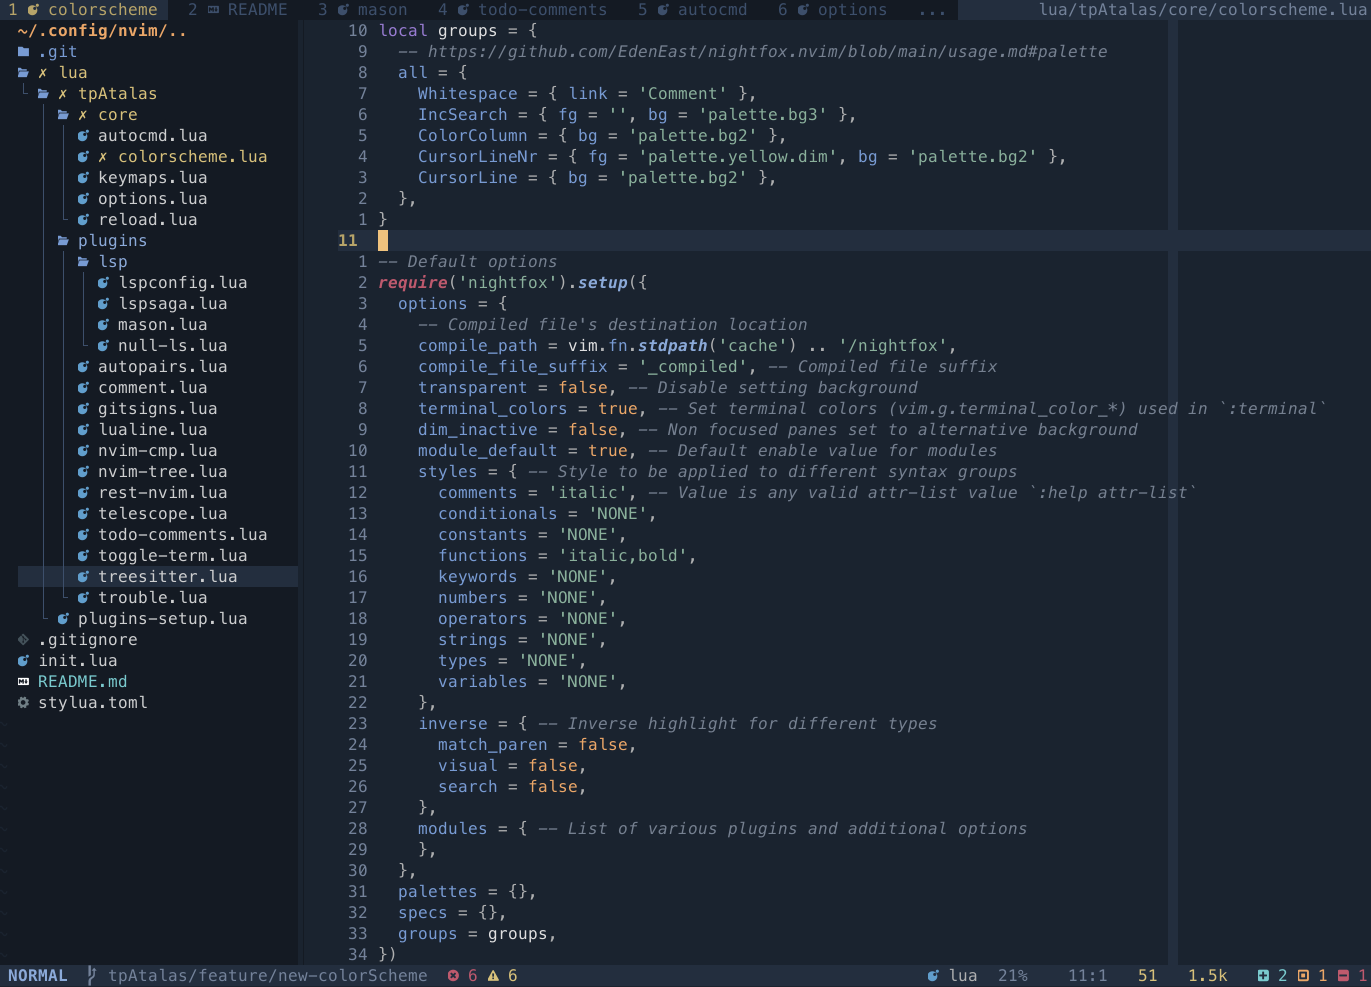 1 colorscheme 2 README 3 mason 4 todo-comments 5 autocmd 6 options ... lua/tpAtalas/core/colorscheme.lua
~/.config/nvim/..
.git
✗ lua
✗ tpAtalas
✗ core
autocmd.lua
✗ colorscheme.lua
keymaps.lua
options.lua
reload.lua
plugins
lsp
lspconfig.lua
lspsaga.lua
mason.lua
null-ls.lua
autopairs.lua
comment.lua
gitsigns.lua
lualine.lua
nvim-cmp.lua
nvim-tree.lua
rest-nvim.lua
telescope.lua
todo-comments.lua
toggle-term.lua
treesitter.lua
trouble.lua
plugins-setup.lua
.gitignore
init.lua
README.md
stylua.toml
10 local groups = {
9 -- https://github.com/EdenEast/nightfox.nvim/blob/main/usage.md#palette
8 all = {
7 Whitespace = { link = 'Comment' },
6 IncSearch = { fg = '', bg = 'palette.bg3' },
5 ColorColumn = { bg = 'palette.bg2' },
4 CursorLineNr = { fg = 'palette.yellow.dim', bg = 'palette.bg2' },
3 CursorLine = { bg = 'palette.bg2' },
2 },
1 }
11
1 -- Default options
2 require('nightfox').setup({
3 options = {
4 -- Compiled file's destination location
5 compile_path = vim.fn.stdpath('cache') .. '/nightfox',
6 compile_file_suffix = '_compiled', -- Compiled file suffix
7 transparent = false, -- Disable setting background
8 terminal_colors = true, -- Set terminal colors (vim.g.terminal_color_*) used in `:terminal`
9 dim_inactive = false, -- Non focused panes set to alternative background
10 module_default = true, -- Default enable value for modules
11 styles = { -- Style to be applied to different syntax groups
12 comments = 'italic', -- Value is any valid attr-list value `:help attr-list`
13 conditionals = 'NONE',
14 constants = 'NONE',
15 functions = 'italic,bold',
16 keywords = 'NONE',
17 numbers = 'NONE',
18 operators = 'NONE',
19 strings = 'NONE',
20 types = 'NONE',
21 variables = 'NONE',
22 },
23 inverse = { -- Inverse highlight for different types
24 match_paren = false,
25 visual = false,
26 search = false,
27 },
28 modules = { -- List of various plugins and additional options
29 },
30 },
31 palettes = {},
32 specs = {},
33 groups = groups,
34 })
NORMAL tpAtalas/feature/new-colorScheme 6 6 lua 21% 11:1 51 1.5k 2 1 1